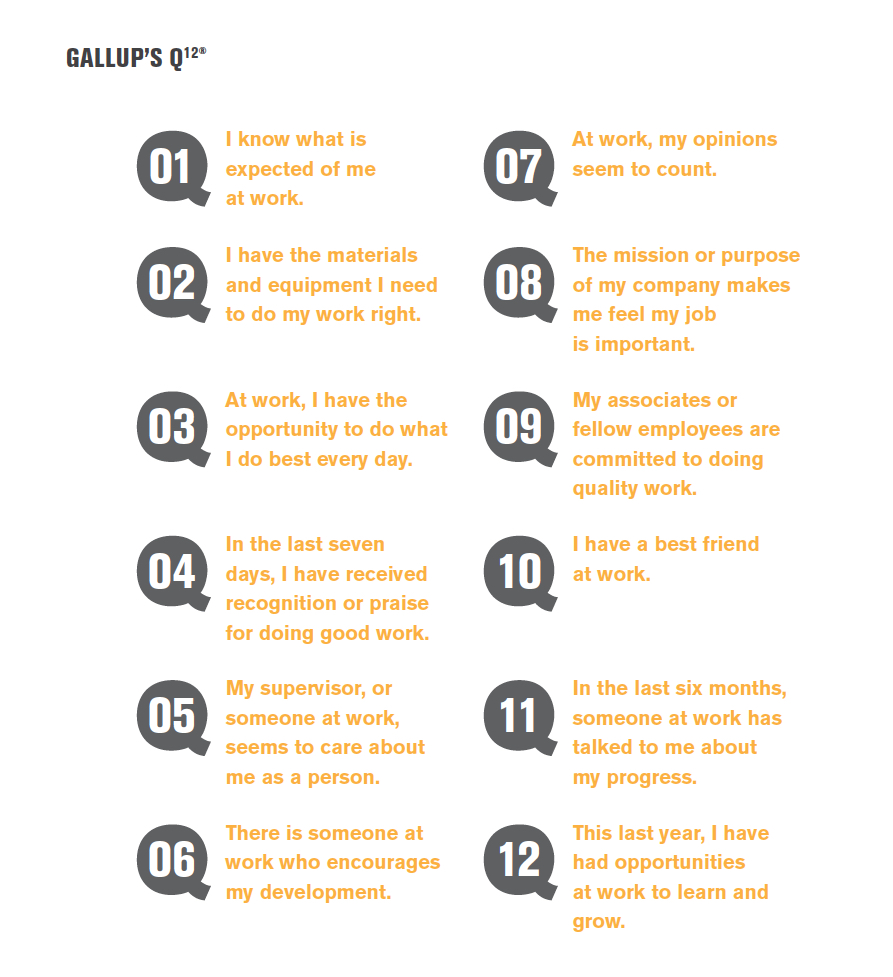 GALLUP'S Q12®
01
I know what is
expected of me
at work.
02
I have the materials
and equipment I need
to do my work right.
03
At work, I have the
opportunity to do what
I do best every day.
04
In the last seven
days, I have received
recognition or praise
for doing good work.
05
My supervisor, or
someone at work,
seems to care about
me as a person.
06
There is someone at
work who encourages
my development.
07
At work, my opinions
seem to count.
08
The mission or purpose
of my company makes
me feel my job
is important.
09
My associates or
fellow employees are
committed to doing
quality work.
10
I have a best friend
at work.
11
In the last six months,
someone at work has
talked to me about
my progress.
12
This last year, I have
had opportunities
at work to learn and
grow.